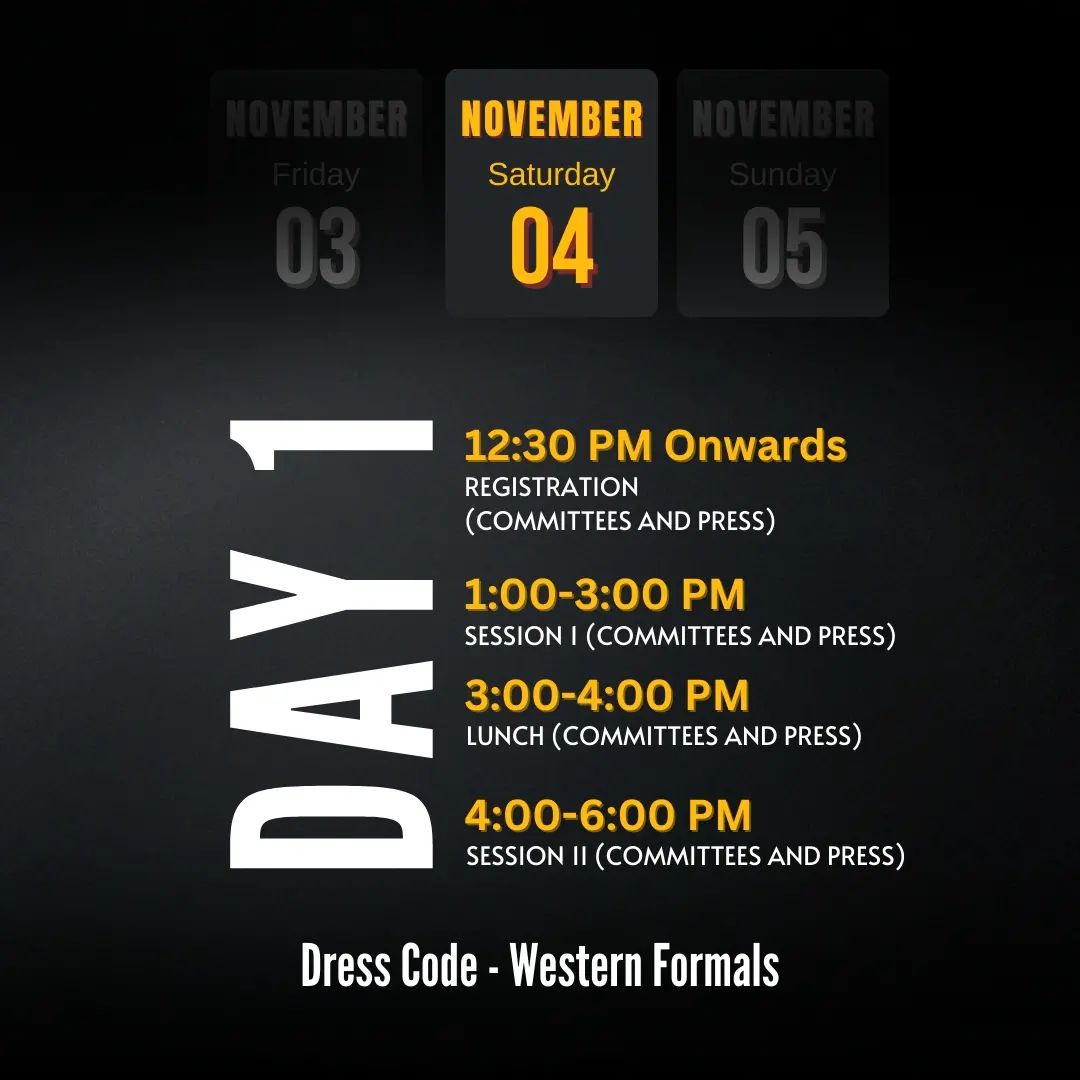 NOVEMBER
Friday
03
NOVEMBER
Saturday
04
NOVEMBER
Sunday
05
DAY 1
12:30 PM Onwards
REGISTRATION
(COMMITTEES AND PRESS)
1:00-3:00 PM
SESSION I (COMMITTEES AND PRESS)
3:00-4:00 PM
LUNCH (COMMITTEES AND PRESS)
4:00-6:00 PM
SESSION II (COMMITTEES AND PRESS)
Dress Code - Western Formals